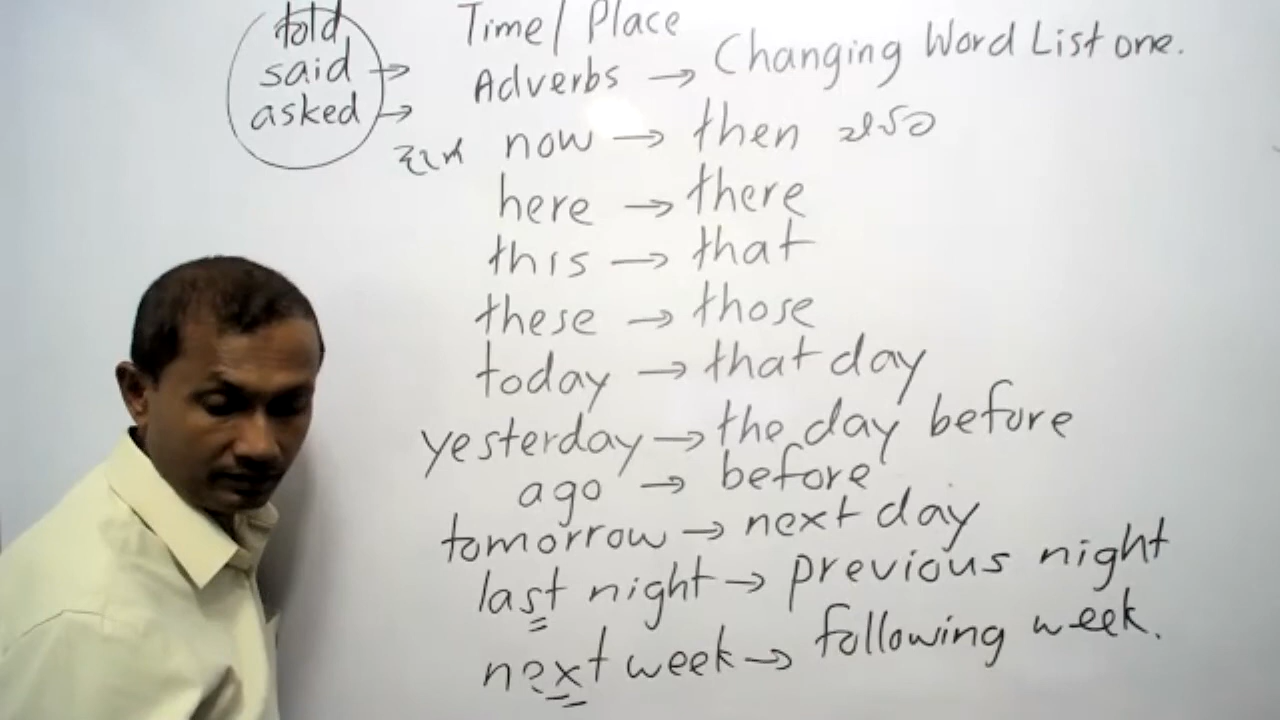 told
said →
asked →
Time / Place
Adverbs → Changing Word List one.
now → then
here → there
this → that
these → those
today → that day
yesterday → the day before
ago → before
tomorrow → next day
last night → previous night
next week → following week.